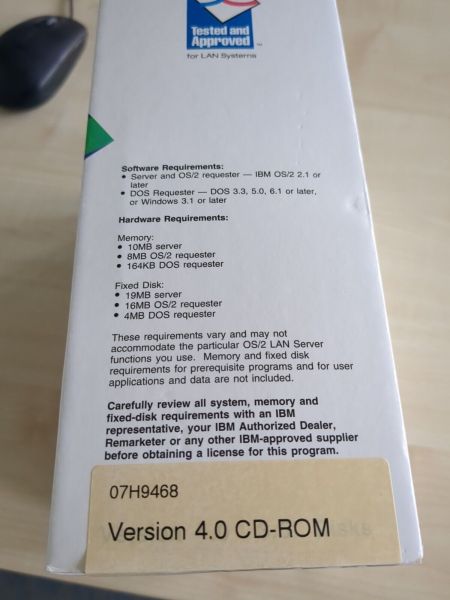 Tested and
Approved ™
for LAN Systems
Software Requirements:
• Server and OS/2 requester — IBM OS/2 2.1 or
later
• DOS Requester — DOS 3.3, 5.0, 6.1 or later,
or Windows 3.1 or later
Hardware Requirements:
Memory:
• 10MB server
• 8MB OS/2 requester
• 164KB DOS requester
Fixed Disk:
• 19MB server
• 16MB OS/2 requester
• 4MB DOS requester
These requirements vary and may not
accommodate the particular OS/2 LAN Server
functions you use. Memory and fixed disk
requirements for prerequisite programs and for user
applications and data are not included.
Carefully review all system, memory and
fixed-disk requirements with an IBM
representative, your IBM Authorized Dealer,
Remarketer or any other IBM-approved supplier
before obtaining a license for this program.
07H9468
Version 4.0 CD-ROM